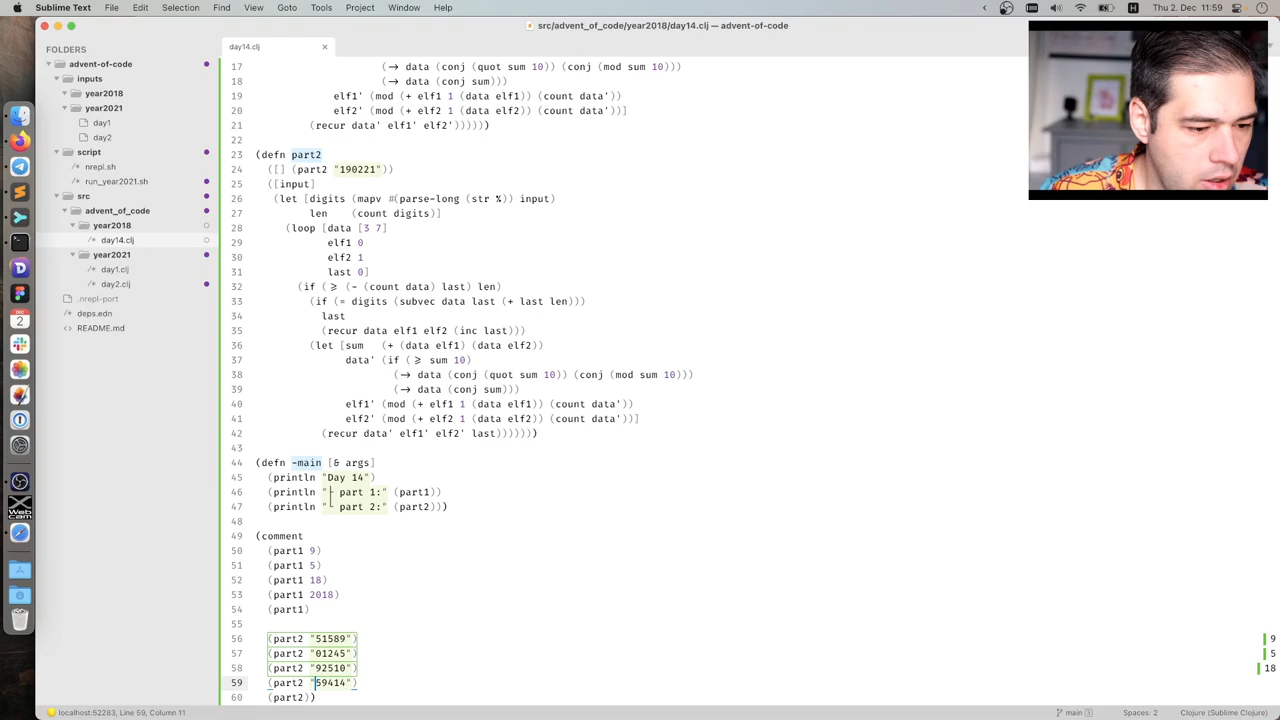 Sublime Text File Edit Selection Find View Goto Tools Project Window Help
Thu 2. Dec 11:59
src/advent_of_code/year2018/day14.clj — advent-of-code
FOLDERS
advent-of-code
inputs
year2018
year2021
day1
day2
script
nrepl.sh
run_year2021.sh
src
advent_of_code
year2018
day14.clj
year2021
day1.clj
day2.clj
.nrepl-port
deps.edn
README.md
day14.clj
17 (→ data (conj (quot sum 10)) (conj (mod sum 10)))
18 (→ data (conj sum)))
19 elf1' (mod (+ elf1 1 (data elf1)) (count data'))
20 elf2' (mod (+ elf2 1 (data elf2)) (count data'))]
21 (recur data' elf1' elf2'))))))
22
23 (defn part2
24 ([] (part2 "190221"))
25 ([input]
26 (let [digits (mapv #(parse-long (str %)) input)
27 len (count digits)]
28 (loop [data [3 7]
29 elf1 0
30 elf2 1
31 last 0]
32 (if (≥ (- (count data) last) len)
33 (if (= digits (subvec data last (+ last len)))
34 last
35 (recur data elf1 elf2 (inc last)))
36 (let [sum (+ (data elf1) (data elf2))
37 data' (if (≥ sum 10)
38 (→ data (conj (quot sum 10)) (conj (mod sum 10)))
39 (→ data (conj sum)))
40 elf1' (mod (+ elf1 1 (data elf1)) (count data'))
41 elf2' (mod (+ elf2 1 (data elf2)) (count data'))]
42 (recur data' elf1' elf2' last)))))))
43
44 (defn -main [& args]
45 (println "Day 14")
46 (println "├ part 1:" (part1))
47 (println "└ part 2:" (part2)))
48
49 (comment
50 (part1 9)
51 (part1 5)
52 (part1 18)
53 (part1 2018)
54 (part1)
55
56 (part2 "51589") 9
57 (part2 "01245") 5
58 (part2 "92510") 18
59 (part2 "59414")
60 (part2))
localhost:52283, Line 59, Column 11 main 3 Spaces: 2 Clojure (Sublime Clojure)